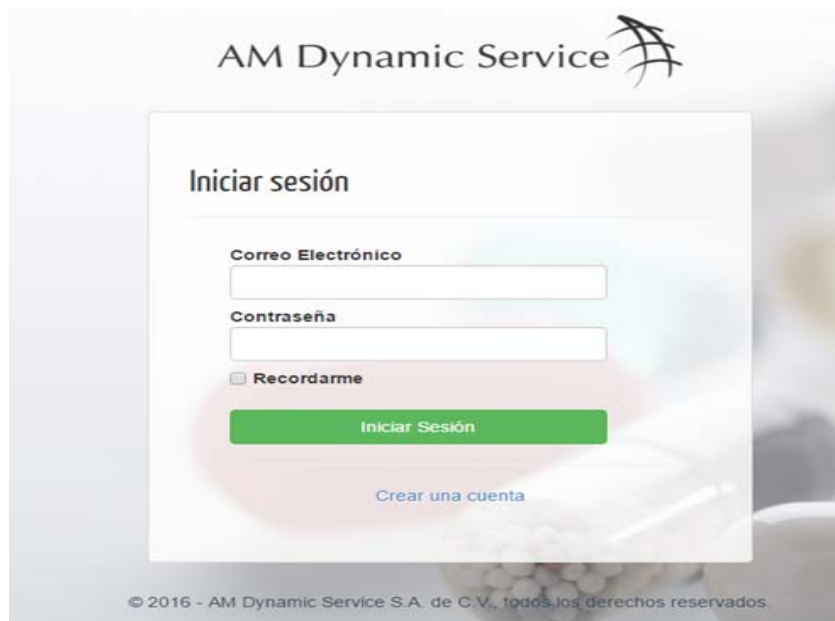 AM Dynamic Service
Iniciar sesión
Correo Electrónico
Contraseña
Recordarme
Iniciar Sesión
Crear una cuenta
© 2016 - AM Dynamic Service S.A. de C.V., todos los derechos reservados.